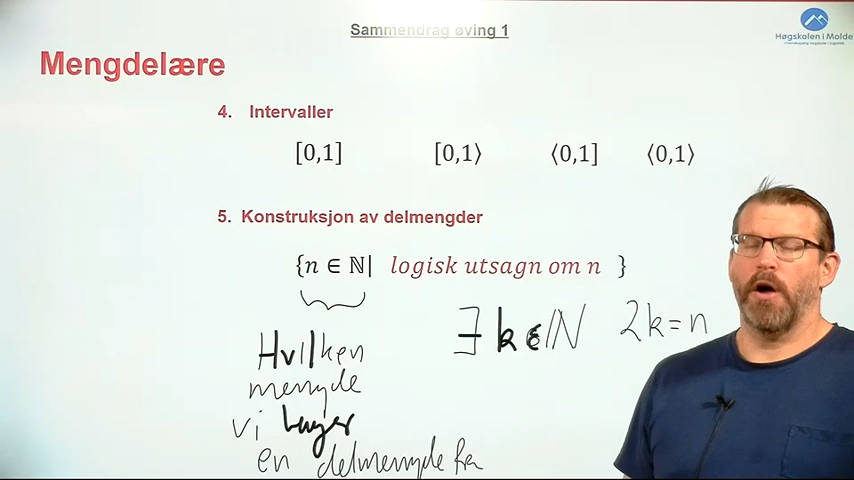 Sammendrag øving 1
Høgskolen i Molde
Mengdelære
4. Intervaller
[0,1] [0,1⟩ ⟨0,1] ⟨0,1⟩
5. Konstruksjon av delmengder
{n ∈ ℕ| logisk utsagn om n }
∃ k ∈ ℕ 2k = n
Hvilken
mengde
vi lager
en delmengde fra